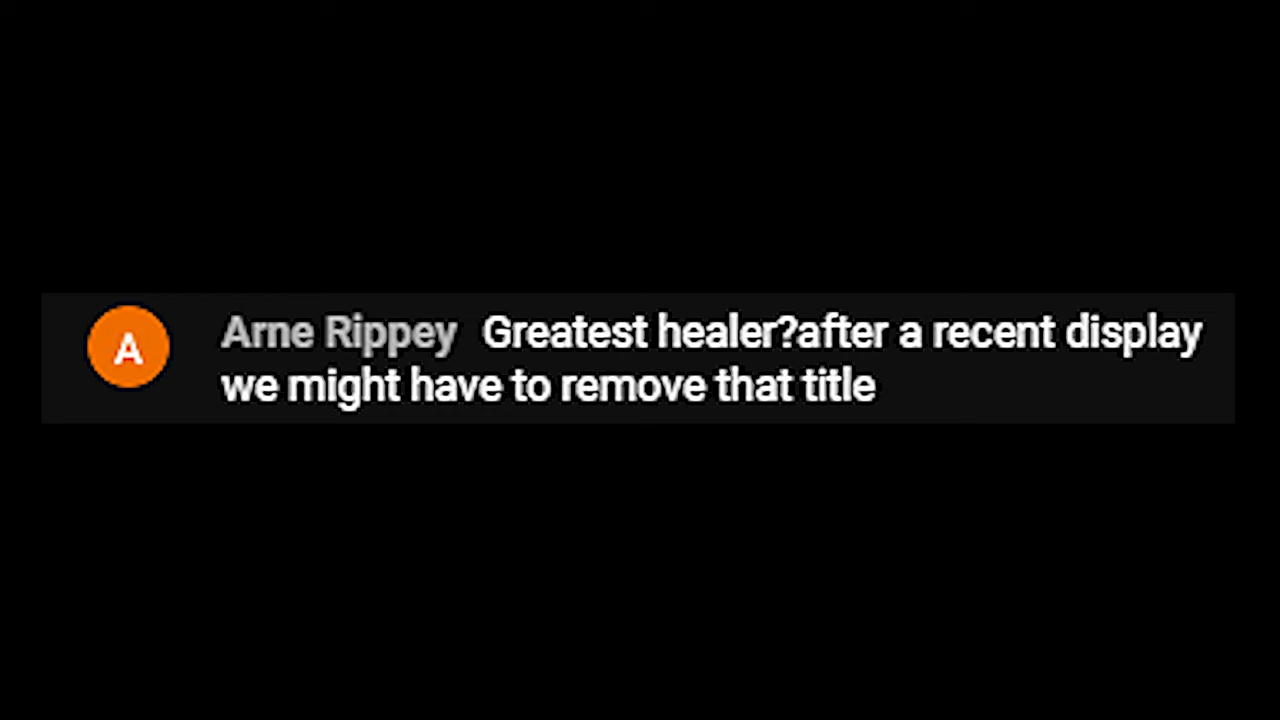 A
Arne Rippey Greatest healer?after a recent display
we might have to remove that title